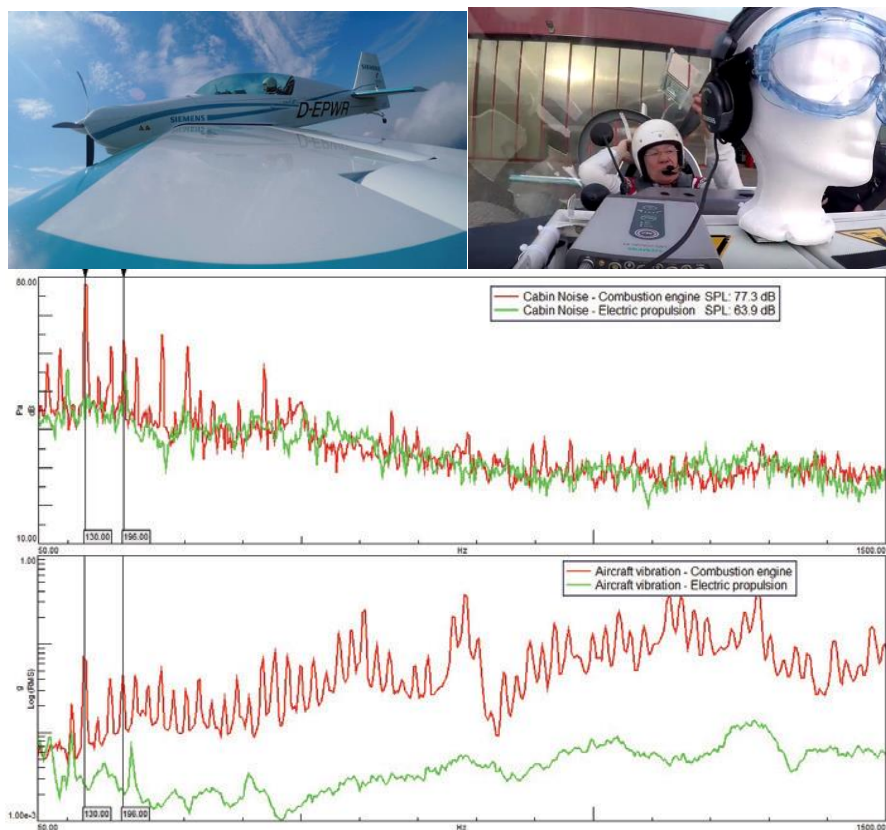 SIEMENS
D-EPWR
SIEMENS
80.00
Cabin Noise - Combustion engine SPL: 77.3 dB
Cabin Noise - Electric propulsion SPL: 63.9 dB
Pa
dB
10.00
130.00
196.00
50.00
Hz
1500.00
1.00
Aircraft vibration - Combustion engine
Aircraft vibration - Electric propulsion
g
Log(RMS)
1.00e-3
130.00
196.00
50.00
Hz
1500.00